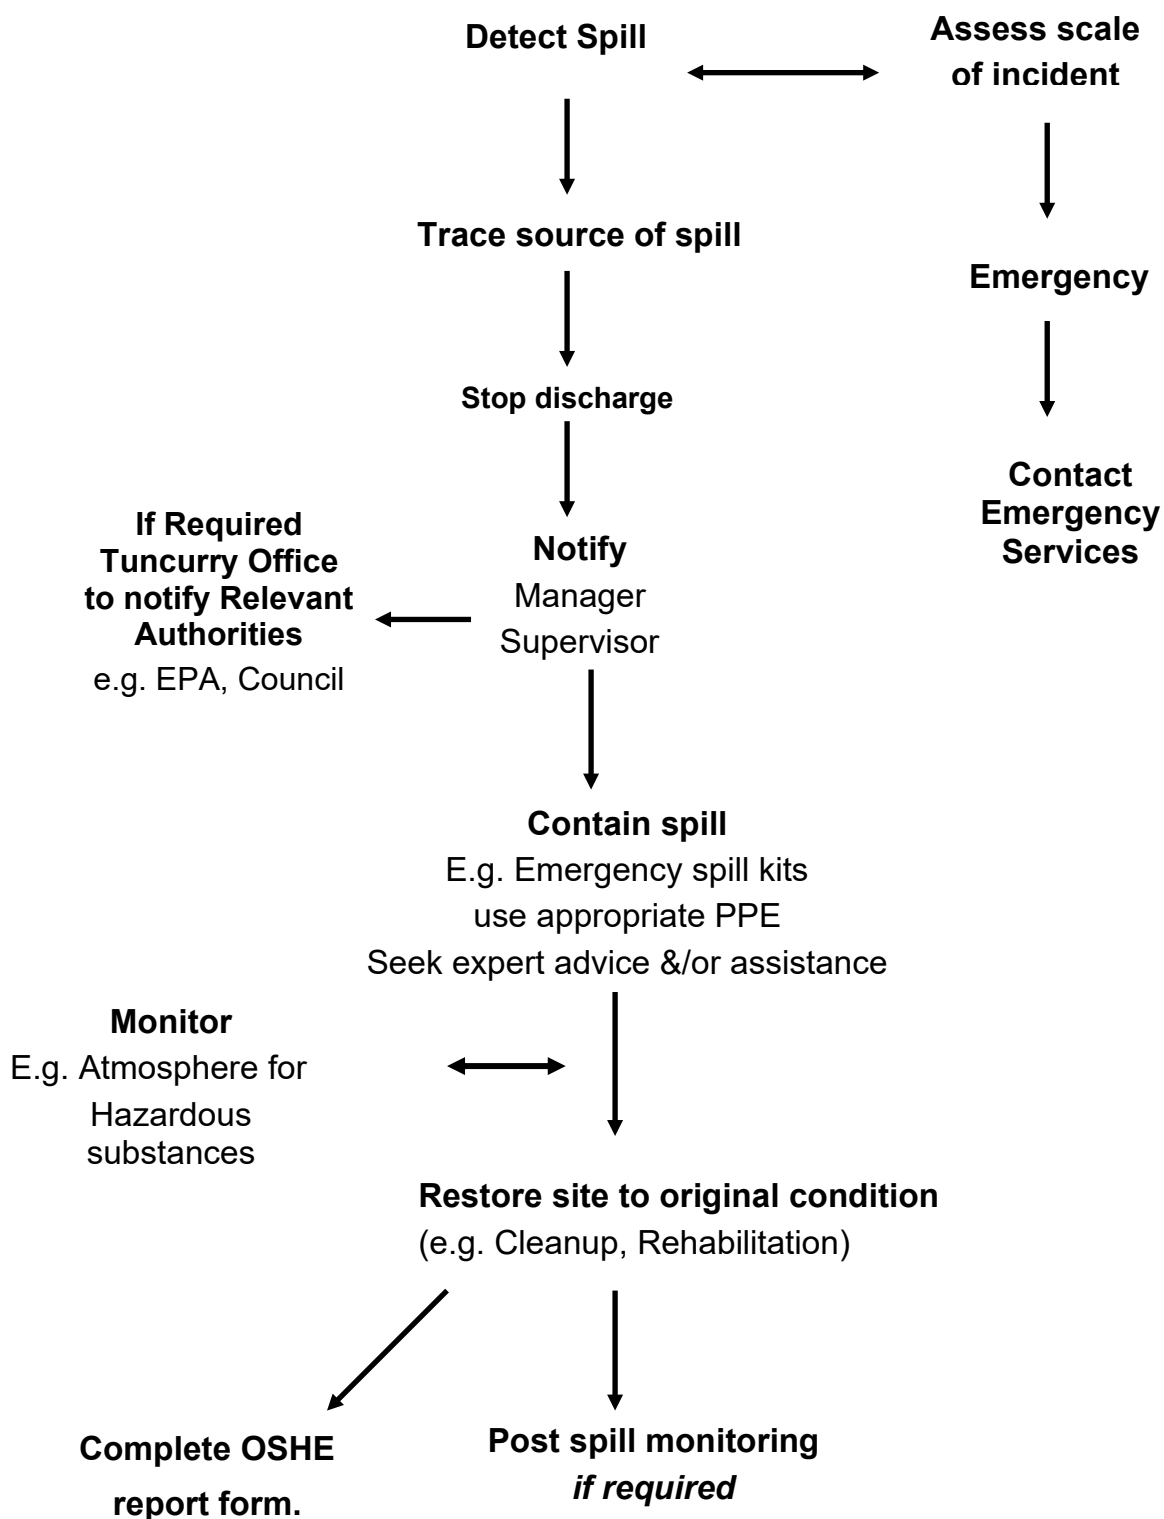 Detect Spill
Assess scale
of incident
Trace source of spill
Emergency
Stop discharge
Contact
Emergency
Services
If Required
Tuncurry Office
to notify Relevant
Authorities
e.g. EPA, Council
Notify
Manager
Supervisor
Contain spill
E.g. Emergency spill kits
use appropriate PPE
Seek expert advice &/or assistance
Monitor
E.g. Atmosphere for
Hazardous
substances
Restore site to original condition
(e.g. Cleanup, Rehabilitation)
Complete OSHE
report form.
Post spill monitoring
if required